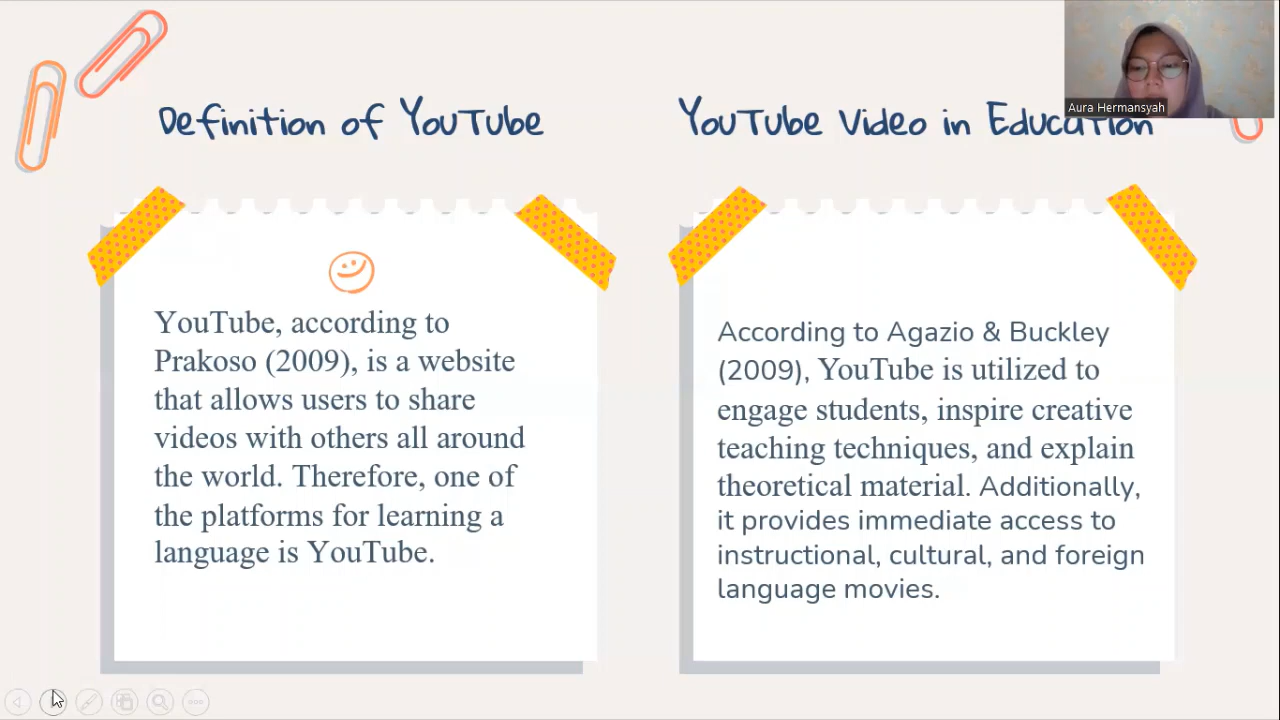 Definition of YouTube
YouTube, according to
Prakoso (2009), is a website
that allows users to share
videos with others all around
the world. Therefore, one of
the platforms for learning a
language is YouTube.
YouTube Video in Education
According to Agazio & Buckley
(2009), YouTube is utilized to
engage students, inspire creative
teaching techniques, and explain
theoretical material. Additionally,
it provides immediate access to
instructional, cultural, and foreign
language movies.
Aura Hermansyah